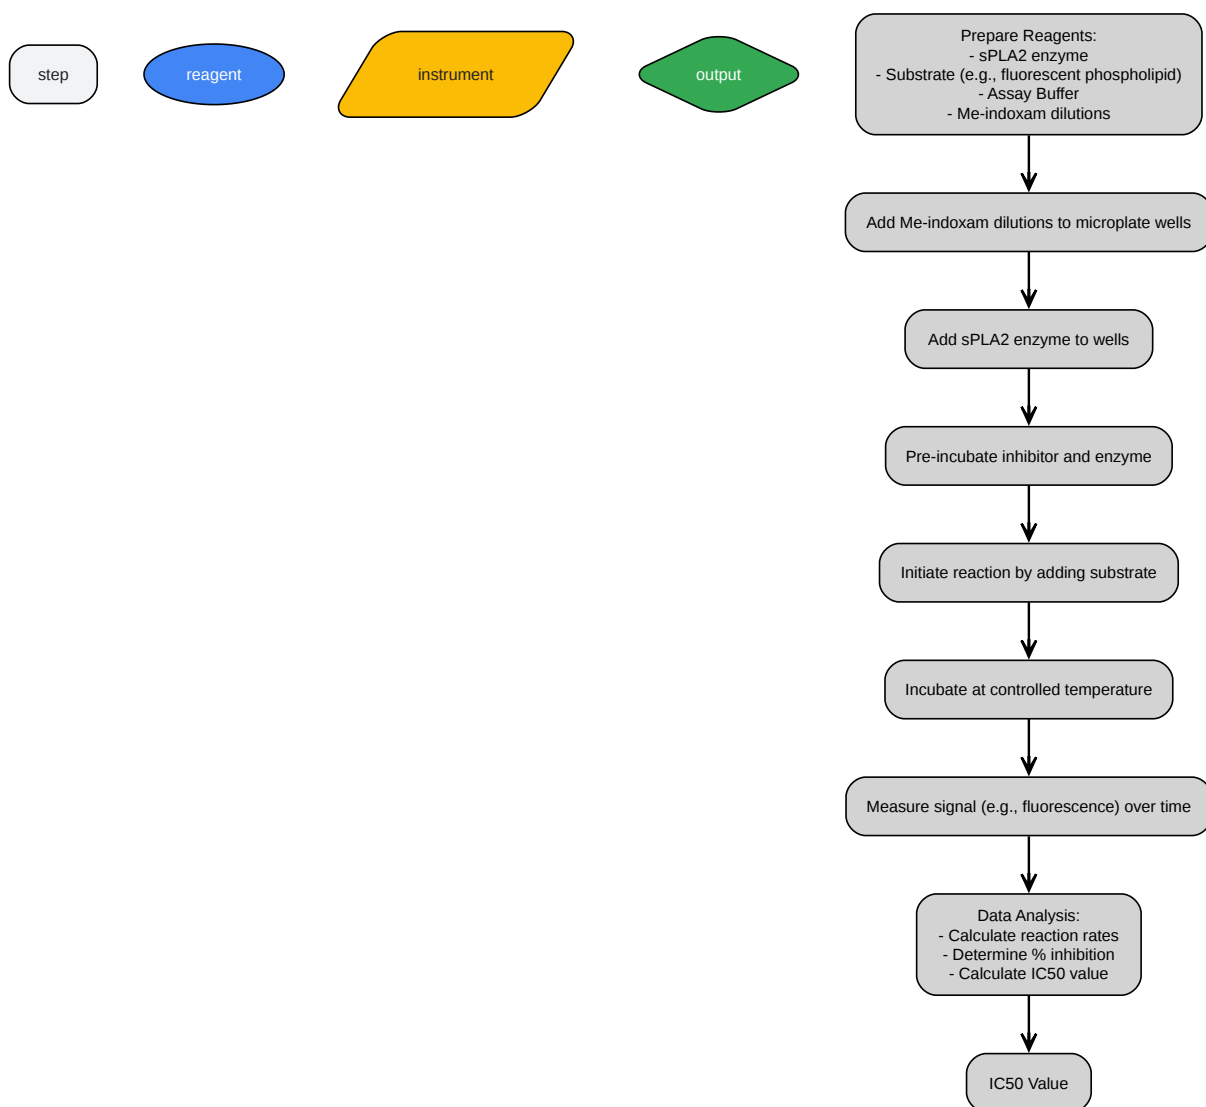 step
reagent
instrument
output
Prepare Reagents:
- sPLA2 enzyme
- Substrate (e.g., fluorescent phospholipid)
- Assay Buffer
- Me-indoxam dilutions
Add Me-indoxam dilutions to microplate wells
Add sPLA2 enzyme to wells
Pre-incubate inhibitor and enzyme
Initiate reaction by adding substrate
Incubate at controlled temperature
Measure signal (e.g., fluorescence) over time
Data Analysis:
- Calculate reaction rates
- Determine % inhibition
- Calculate IC50 value
IC50 Value